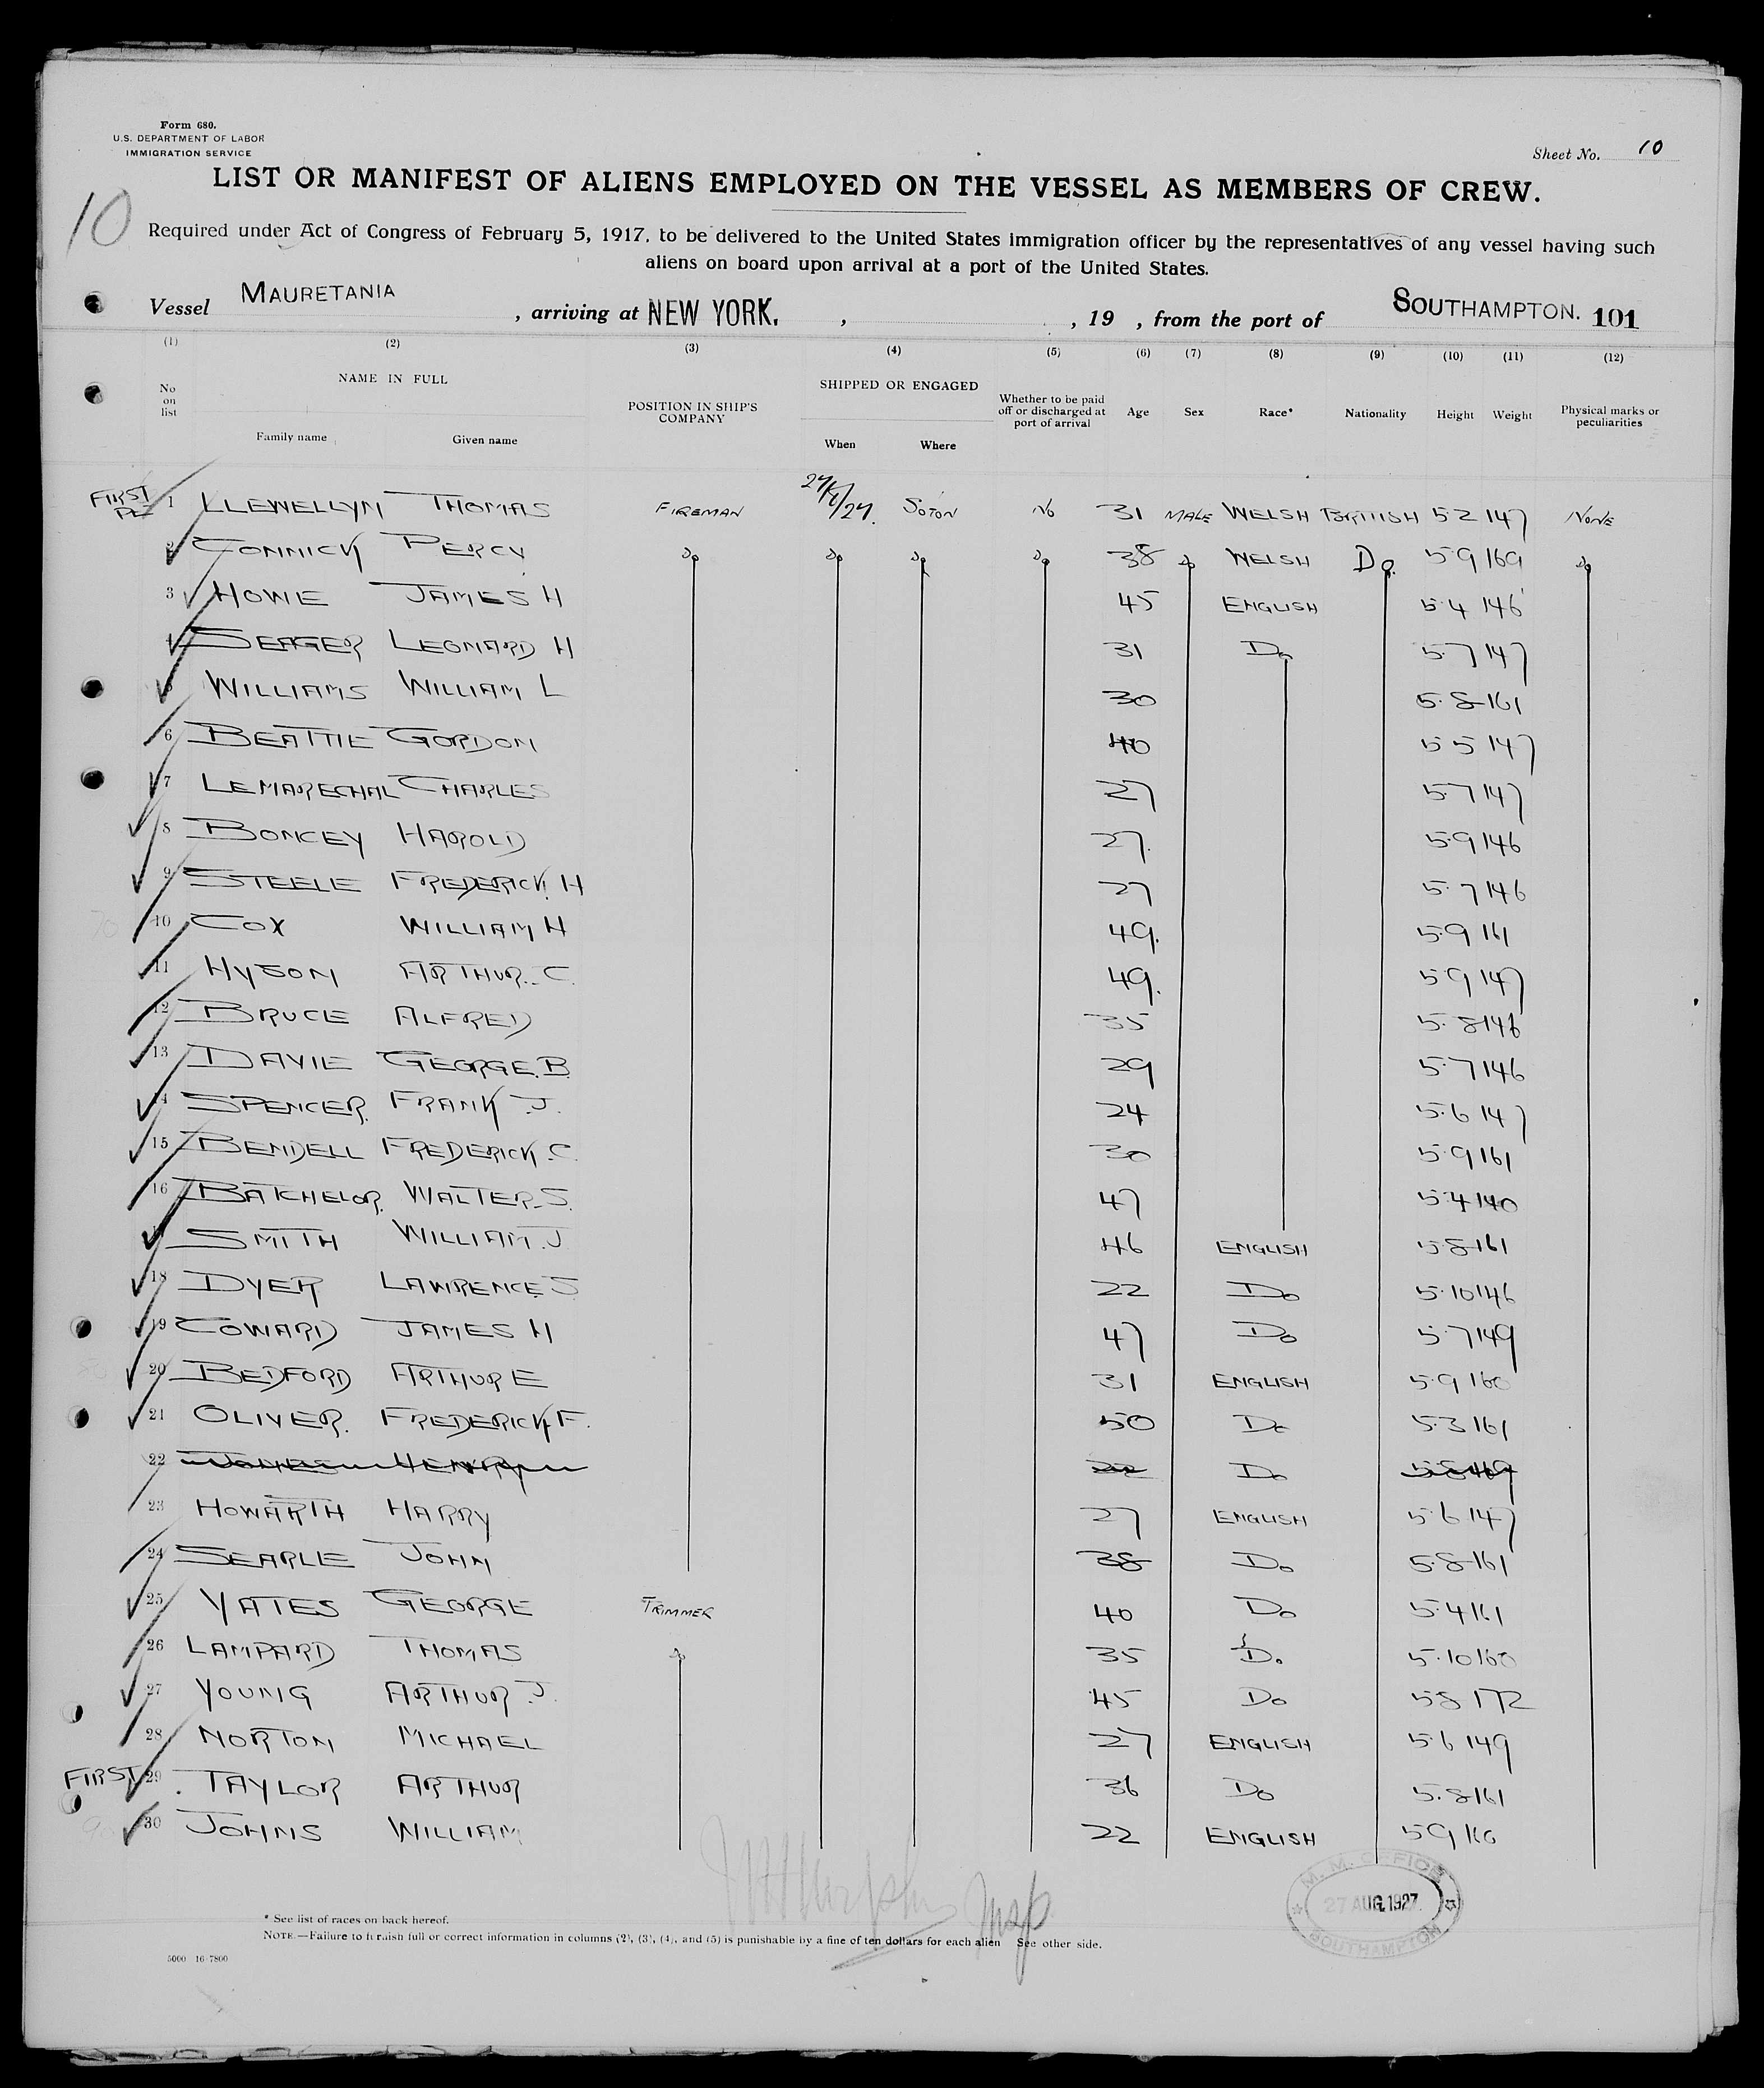 Form 680.
U.S. DEPARTMENT OF LABOR
IMMIGRATION SERVICE
Sheet No. 10
LIST OR MANIFEST OF ALIENS EMPLOYED ON THE VESSEL AS MEMBERS OF CREW.
10
Required under Act of Congress of February 5, 1917, to be delivered to the United States immigration officer by the representatives of any vessel having such
aliens on board upon arrival at a port of the United States.
Vessel MAURETANIA , arriving at NEW YORK. , , 19 , from the port of SOUTHAMPTON. 101
(1) (2) (3) (4) (5) (6) (7) (8) (9) (10) (11) (12)
No on list NAME IN FULL Family name Given name POSITION IN SHIP'S COMPANY SHIPPED OR ENGAGED When Where Whether to be paid off or discharged at port of arrival Age Sex Race* Nationality Height Weight Physical marks or peculiarities
FIRST 1 LLEWELLYN THOMAS FIREMAN /27. SOTON No 31 MALE WELSH BRITISH 5 2 147 NONE
2 CONNICK PERCY Do Do Do Do 38 Do WELSH Do. 5·9 169 Do
3 HOWE JAMES H 45 ENGLISH 5·4 146
4 SEAGER LEONARD H 31 Do 5·7 147
5 WILLIAMS WILLIAM L 30 5·8 161
6 BEATTIE GORDON 40 5 5 147
7 LEMARECHAL CHARLES 27 5·7 147
8 BONCEY HAROLD 27. 5·9 146
9 STEELE FREDERICK. H 27 5·7 146
10 COX WILLIAM H 49. 5·9 161
11 HYSON ARTHUR. C. 49. 5·9 147
12 BRUCE ALFRED 35 5·8 146
13 DAVIE GEORGE. B. 29 5·7 146
14 SPENCER. FRANK J. 24 5·6 147
15 BENDELL FREDERICK. C. 30 5·9 161
16 BATCHELOR. WALTER. S. 47 5·4 140
SMITH WILLIAM. J 46 ENGLISH 5·8 161
18 DYER LAWRENCE S 22 Do 5·10 146
19 COWARD JAMES H 47 Do 5·7 149
20 BEDFORD ARTHUR E 31 ENGLISH 5·9 160
21 OLIVER. FREDERICK F. 50 Do 5·3 161
22 JONES HENRY 22 Do 5·8 169
23 HOWARTH HARRY 27 ENGLISH 5·6 147
24 SEARLE JOHN 38 Do 5·8 161
25 YATES GEORGE TRIMMER 40 Do 5·4 161
26 LAMPARD THOMAS Do 35 Do 5·10 160
27 YOUNG ARTHUR J. 45 Do 5 8 172
28 NORTON MICHAEL 27 ENGLISH 5·6 149
FIRST 29 TAYLOR ARTHUR 36 Do 5·8 161
30 JOHNS WILLIAM 22 ENGLISH 5 9 160
Insp
M. M. OFFICE
27 AUG. 1927
SOUTHAMPTON
* See list of races on back hereof.
NOTE.—Failure to furnish full or correct information in columns (2), (3), (4), and (5) is punishable by a fine of ten dollars for each alien See other side.
5000 16-7800